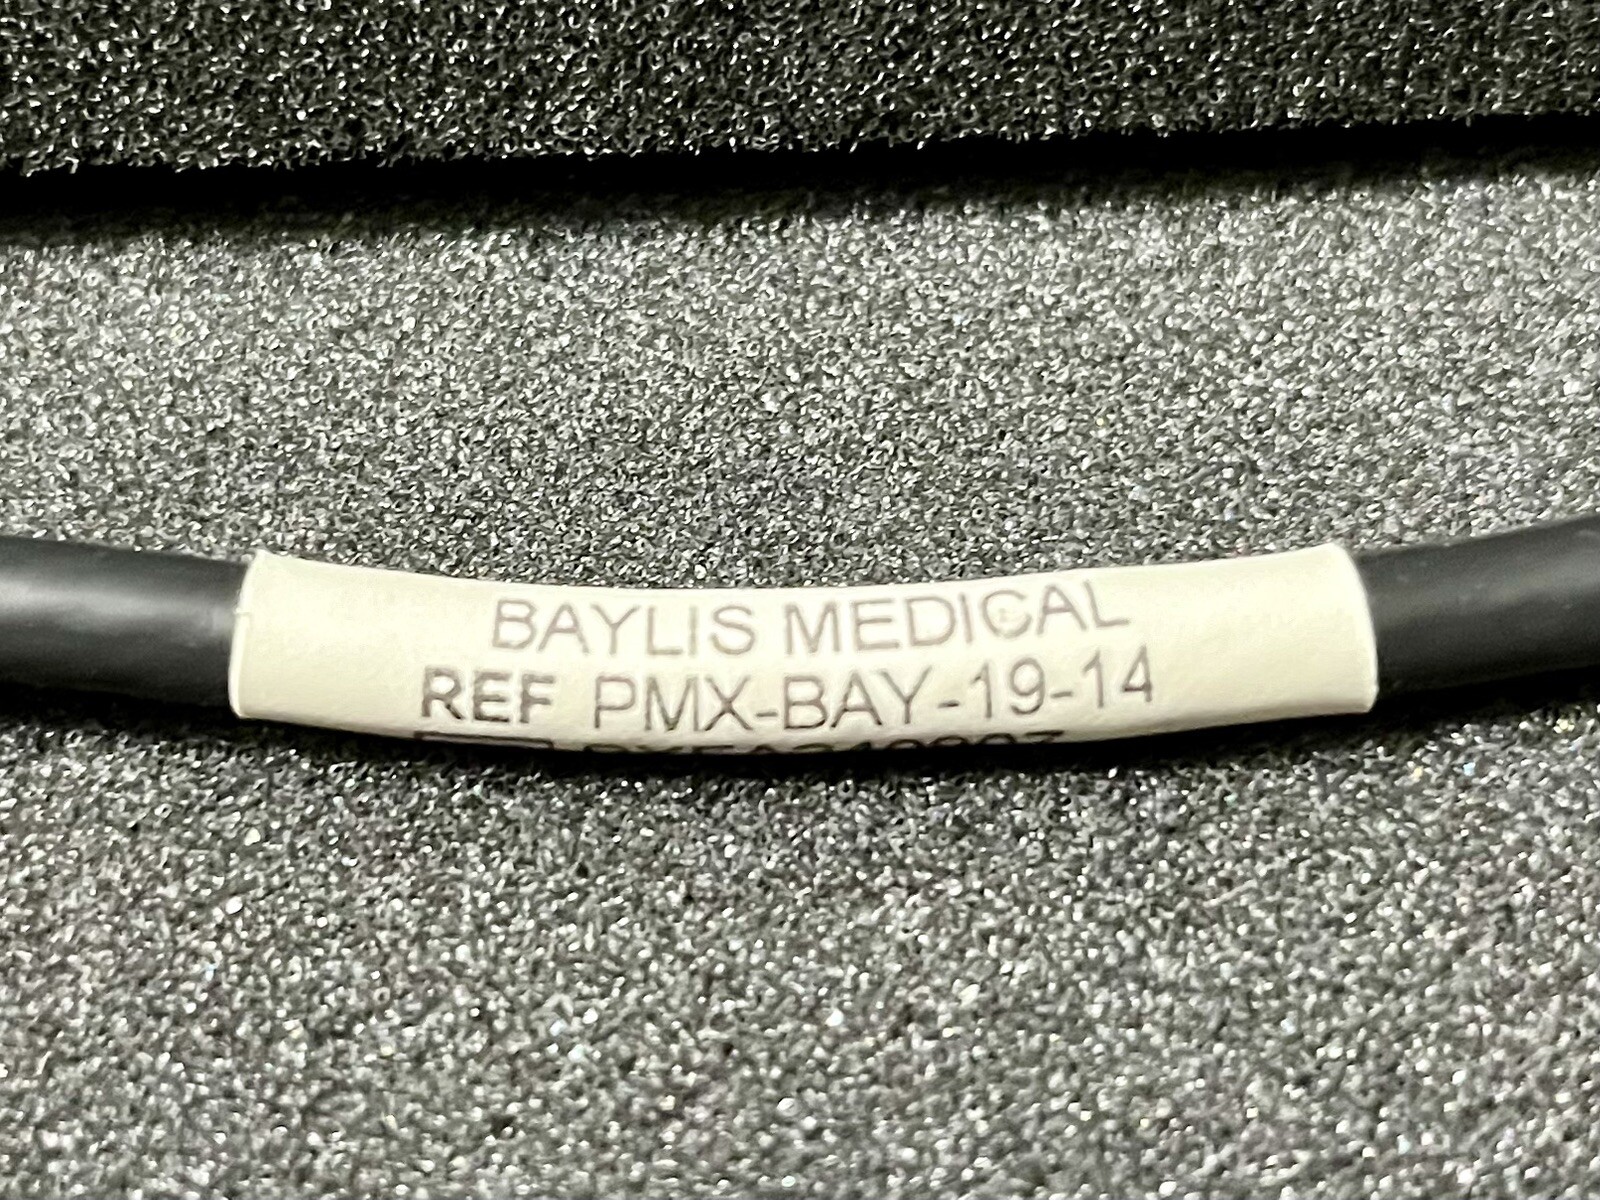 BAYLIS MEDICAL
REF PMX-BAY-19-14